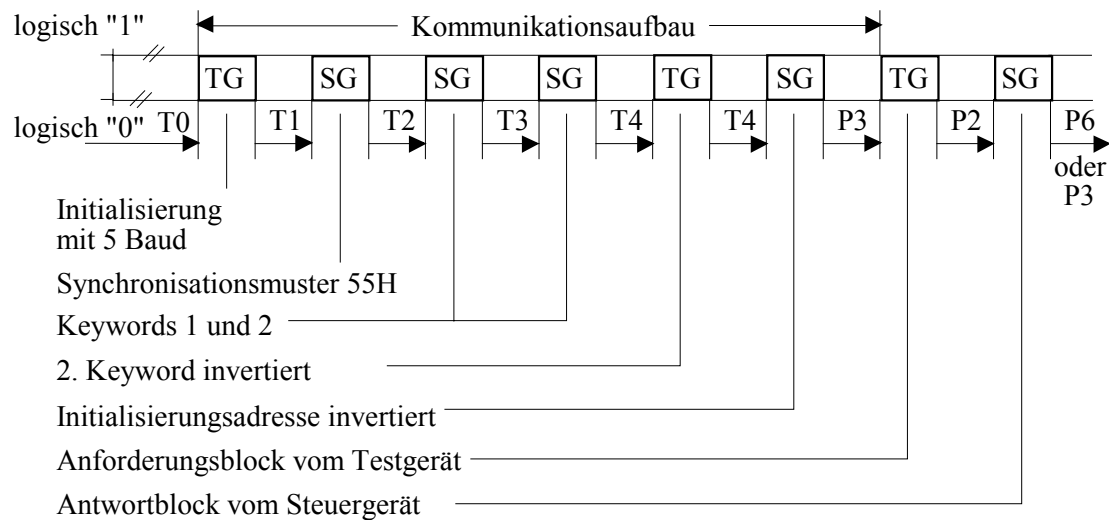 logisch "1"
Kommunikationsaufbau
TG SG SG SG TG SG TG SG
logisch "0" T0 T1 T2 T3 T4 T4 P3 P2 P6
oder
P3
Initialisierung
mit 5 Baud
Synchronisationsmuster 55H
Keywords 1 und 2
2. Keyword invertiert
Initialisierungsadresse invertiert
Anforderungsblock vom Testgerät
Antwortblock vom Steuergerät